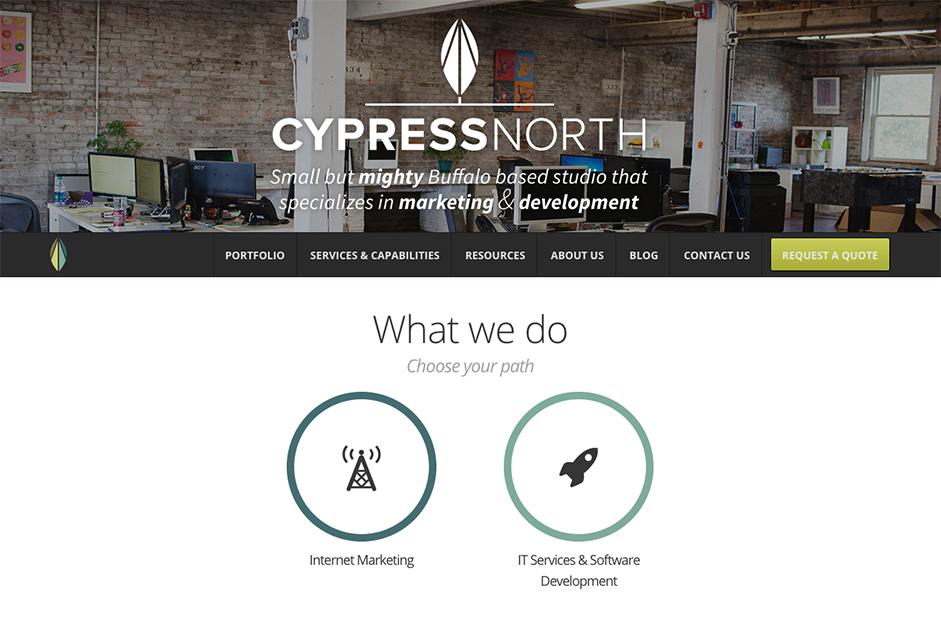 CYPRESSNORTH
Small but mighty Buffalo based studio that
specializes in marketing & development
PORTFOLIO
SERVICES & CAPABILITIES
RESOURCES
ABOUT US
BLOG
CONTACT US
REQUEST A QUOTE
What we do
Choose your path
Internet Marketing
IT Services & Software
Development